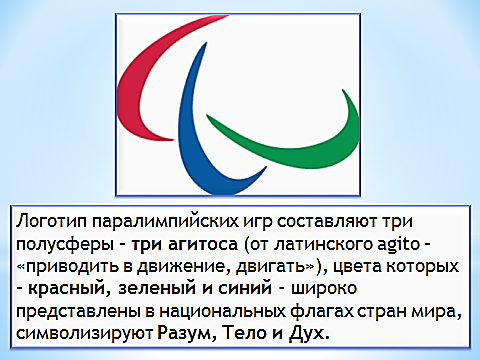 Логотип паралимпийских игр составляют три
полусферы – три агитоса (от латинского agito –
«приводить в движение, двигать»), цвета которых
– красный, зеленый и синий - широко
представлены в национальных флагах стран мира,
символизируют Разум, Тело и Дух.